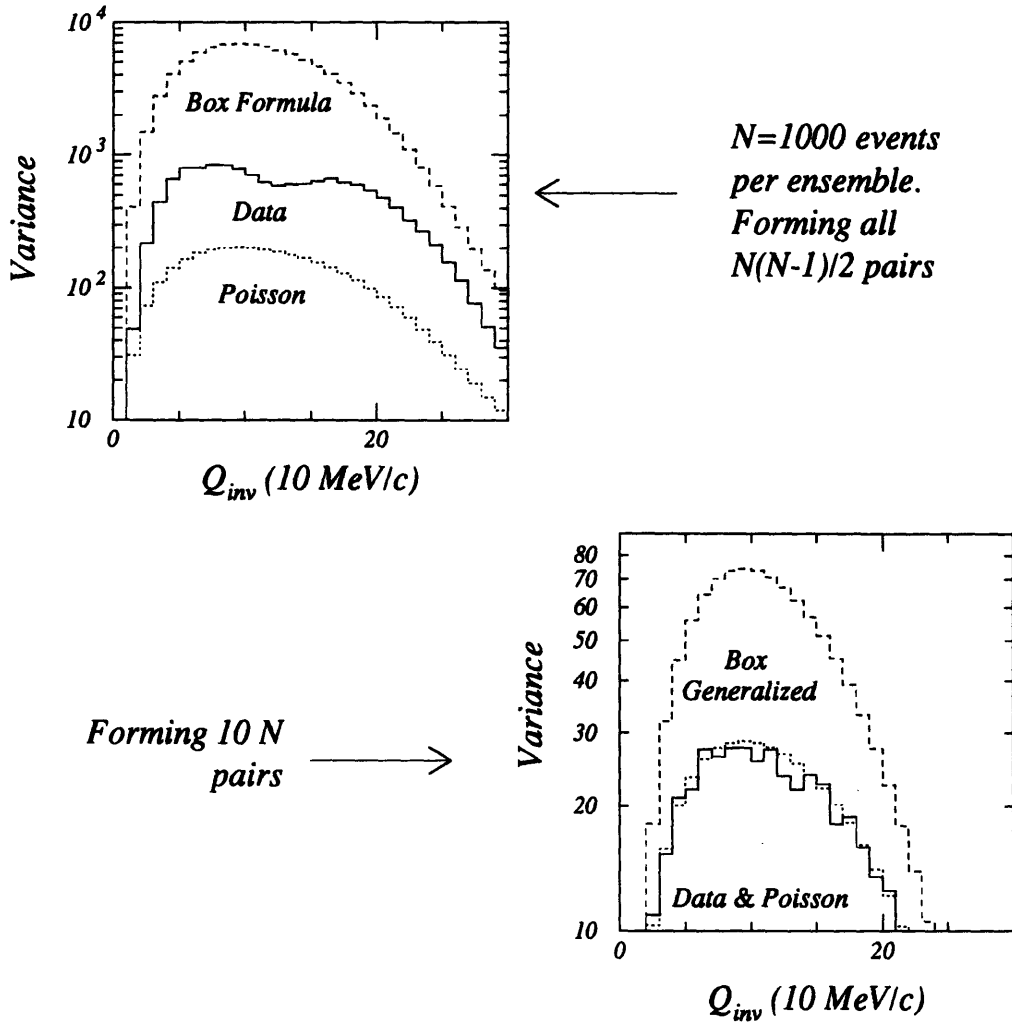 10⁴
10³
10²
10
Variance
Box Formula
Data
Poisson
0
20
Q_inv (10 MeV/c)
N=1000 events
per ensemble.
Forming all
N(N-1)/2 pairs
Forming 10 N
pairs
80
70
60
50
40
30
20
10
Variance
Box
Generalized
Data & Poisson
0
20
Q_inv (10 MeV/c)